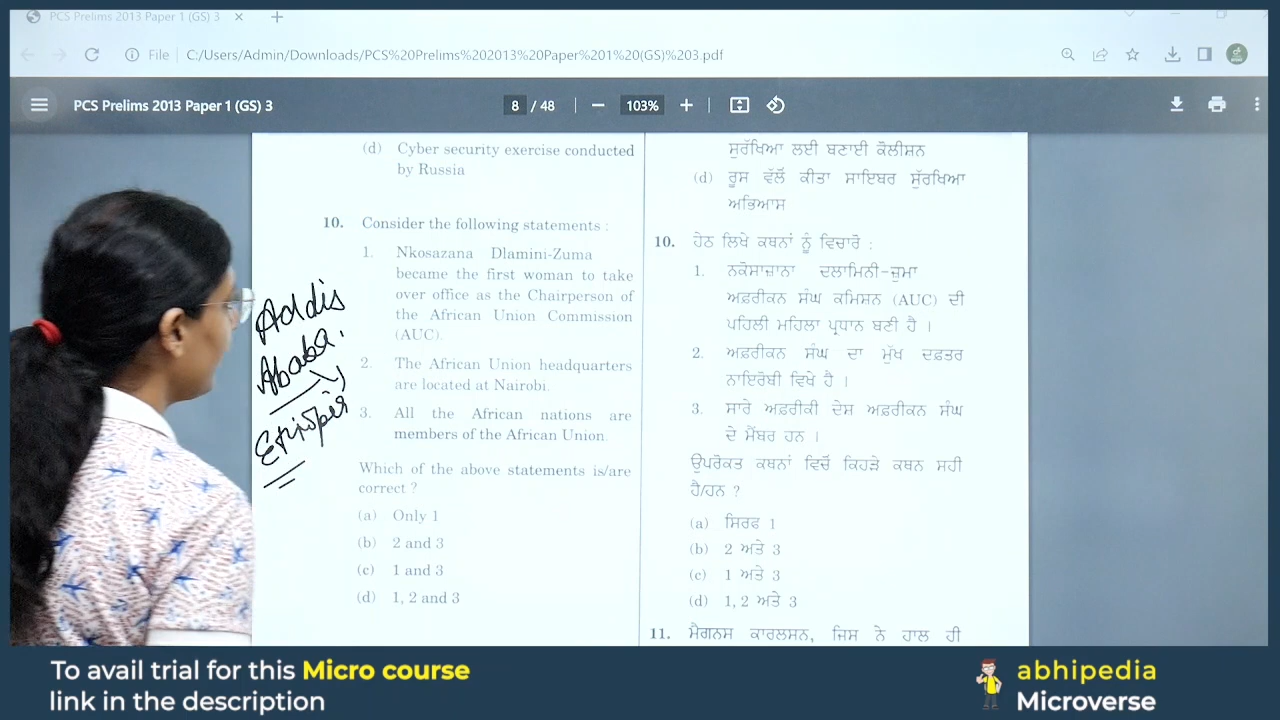 PCS Prelims 2013 Paper 1 (GS) 3
File
C:/Users/Admin/Downloads/PCS%20Prelims%202013%20Paper%201%20(GS)%203.pdf
PCS Prelims 2013 Paper 1 (GS) 3
8 / 48
103%
(d) Cyber security exercise conducted
by Russia
10. Consider the following statements :
1. Nkosazana Dlamini-Zuma
became the first woman to take
over office as the Chairperson of
the African Union Commission
(AUC).
2. The African Union headquarters
are located at Nairobi.
3. All the African nations are
members of the African Union.
Which of the above statements is/are
correct ?
(a) Only 1
(b) 2 and 3
(c) 1 and 3
(d) 1, 2 and 3
Addis
Ababa.
ਸੁਰੱਖਿਆ ਲਈ ਬਣਾਈ ਕੋਲੀਸ਼ਨ
(d) ਰੂਸ ਵੱਲੋਂ ਕੀਤਾ ਸਾਇਬਰ ਸੁੱਰਖਿਆ
ਅਭਿਆਸ
10. ਹੇਠ ਲਿਖੇ ਕਥਨਾਂ ਨੂੰ ਵਿਚਾਰੋ :
1. ਨਕੋਸਾਜ਼ਾਨਾ ਦਲਾਮਿਨੀ-ਜ਼ੁਮਾ
ਅਫ਼ਰੀਕਨ ਸੰਘ ਕਮਿਸ਼ਨ (AUC) ਦੀ
ਪਹਿਲੀ ਮਹਿਲਾ ਪ੍ਰਧਾਨ ਬਣੀ ਹੈ ।
2. ਅਫ਼ਰੀਕਨ ਸੰਘ ਦਾ ਮੁੱਖ ਦਫ਼ਤਰ
ਨਾਇਰੋਬੀ ਵਿਖੇ ਹੈ ।
3. ਸਾਰੇ ਅਫ਼ਰੀਕੀ ਦੇਸ਼ ਅਫ਼ਰੀਕਨ ਸੰਘ
ਦੇ ਮੈਂਬਰ ਹਨ ।
ਉਪਰੋਕਤ ਕਥਨਾਂ ਵਿਚੋਂ ਕਿਹੜੇ ਕਥਨ ਸਹੀ
ਹੈ/ਹਨ ?
(a) ਸਿਰਫ 1
(b) 2 ਅਤੇ 3
(c) 1 ਅਤੇ 3
(d) 1, 2 ਅਤੇ 3
11. ਮੈਗਨਸ ਕਾਰਲਸਨ, ਜਿਸ ਨੇ ਹਾਲ ਹੀ
To avail trial for this Micro course
link in the description
abhipedia
Microverse